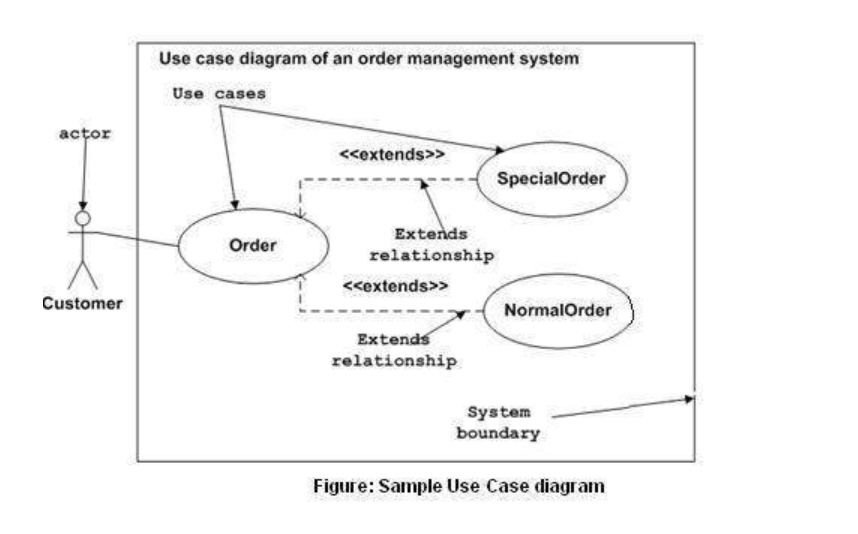 Use case diagram of an order management system
Use cases
actor
<<extends>>
SpecialOrder
Extends
relationship
Order
<<extends>>
Customer
NormalOrder
Extends
relationship
System
boundary
Figure: Sample Use Case diagram